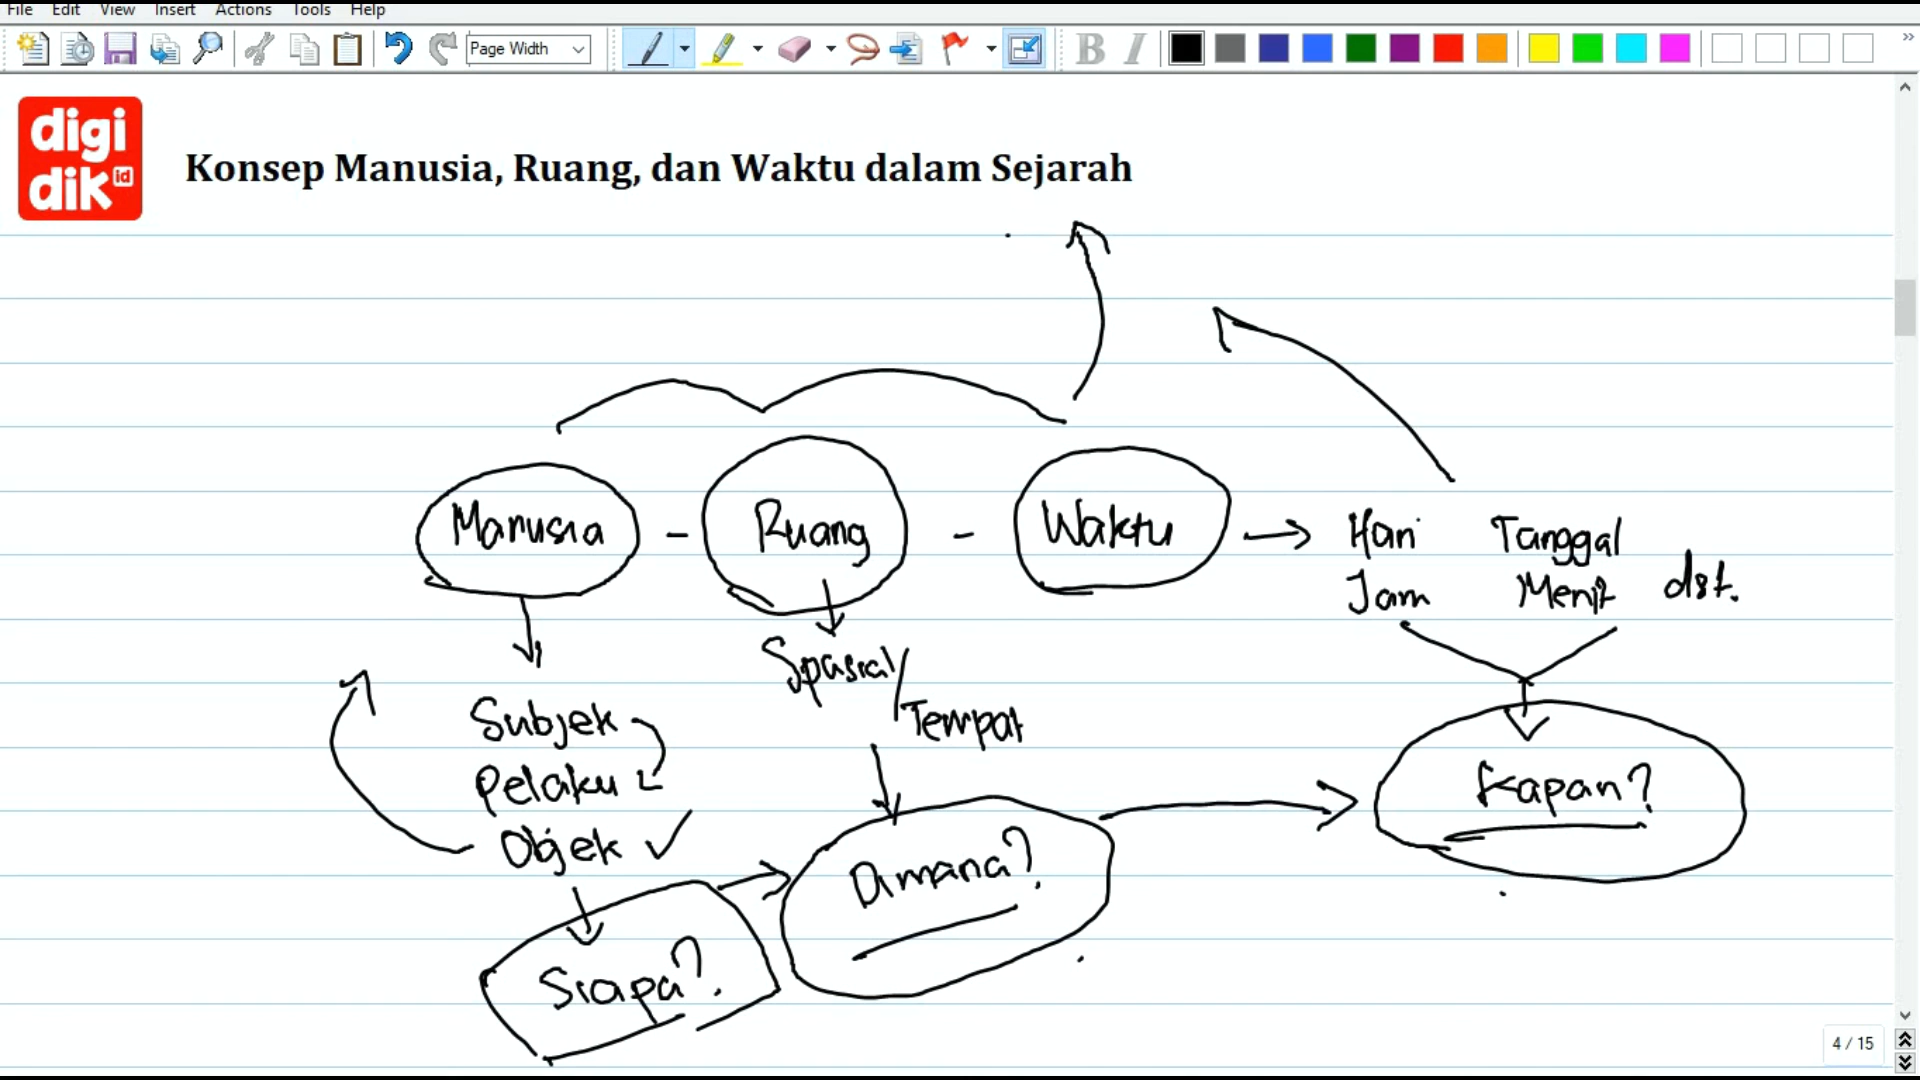 File Edit View Insert Actions Tools Help
Page Width
B I
digi
dik id
Konsep Manusia, Ruang, dan Waktu dalam Sejarah
Manusia - Ruang - Waktu → Hari Tanggal
Jam Menit dst.
Spasial/
Tempat
Subjek
Pelaku
Objek ✓
Kapan?
Dimana?
Siapa?
4 / 15